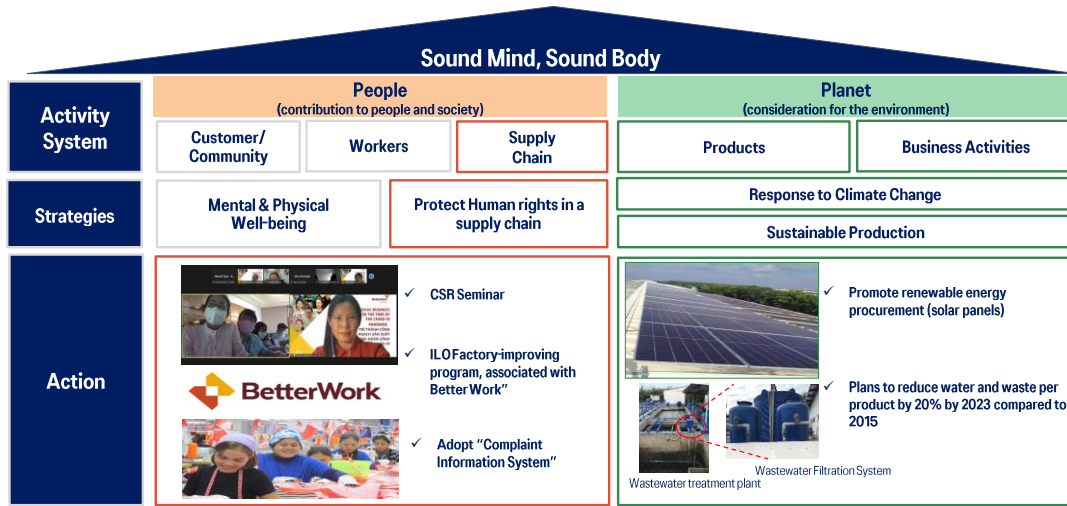 Sound Mind, Sound Body
Activity
System
People
(contribution to people and society)
Planet
(consideration for the environment)
Customer/
Community
Workers
Supply
Chain
Products
Business Activities
Strategies
Mental & Physical
Well-being
Protect Human rights in a
supply chain
Response to Climate Change
Sustainable Production
Action
✓ CSR Seminar
✓ ILO Factory-improving
program, associated with
Better Work”
BetterWork
✓ Adopt “Complaint
Information System”
✓ Promote renewable energy
procurement (solar panels)
✓ Plans to reduce water and waste per
product by 20% by 2023 compared to
2015
Wastewater Filtration System
Wastewater treatment plant